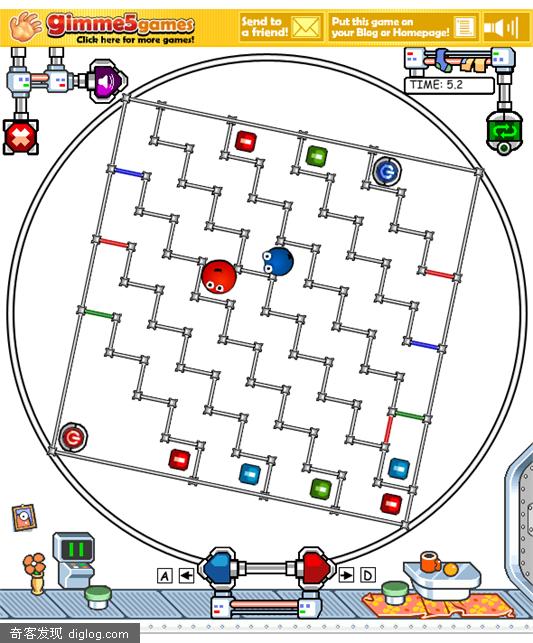 gimme5games
Click here for more games!
Send to
a friend!
Put this game on
your Blog or Homepage!
TIME: 5.2
A
D
奇客发现 diglog.com